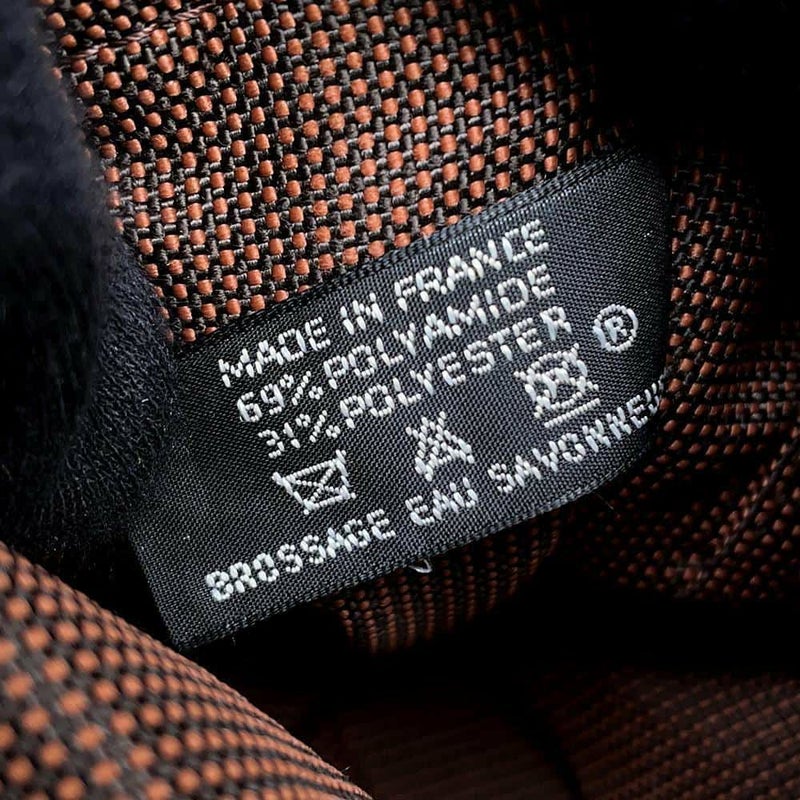 MADE IN FRANCE
69% POLYAMIDE
31% POLYESTER
®
BROSSAGE EAU SAVONNEUSE